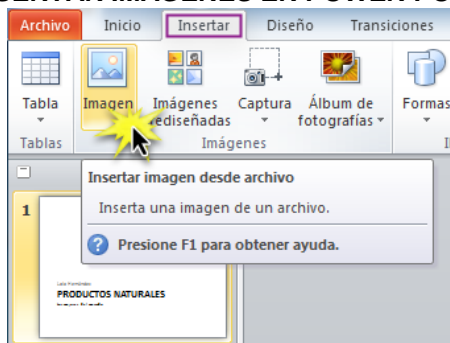 Archivo Inicio Insertar Diseño Transiciones
Tabla Imagen Imágenes Captura Álbum de Formas
prediseñadas fotografías
Tablas Imágenes
Insertar imagen desde archivo
Inserta una imagen de un archivo.
Presione F1 para obtener ayuda.
1
PRODUCTOS NATURALES